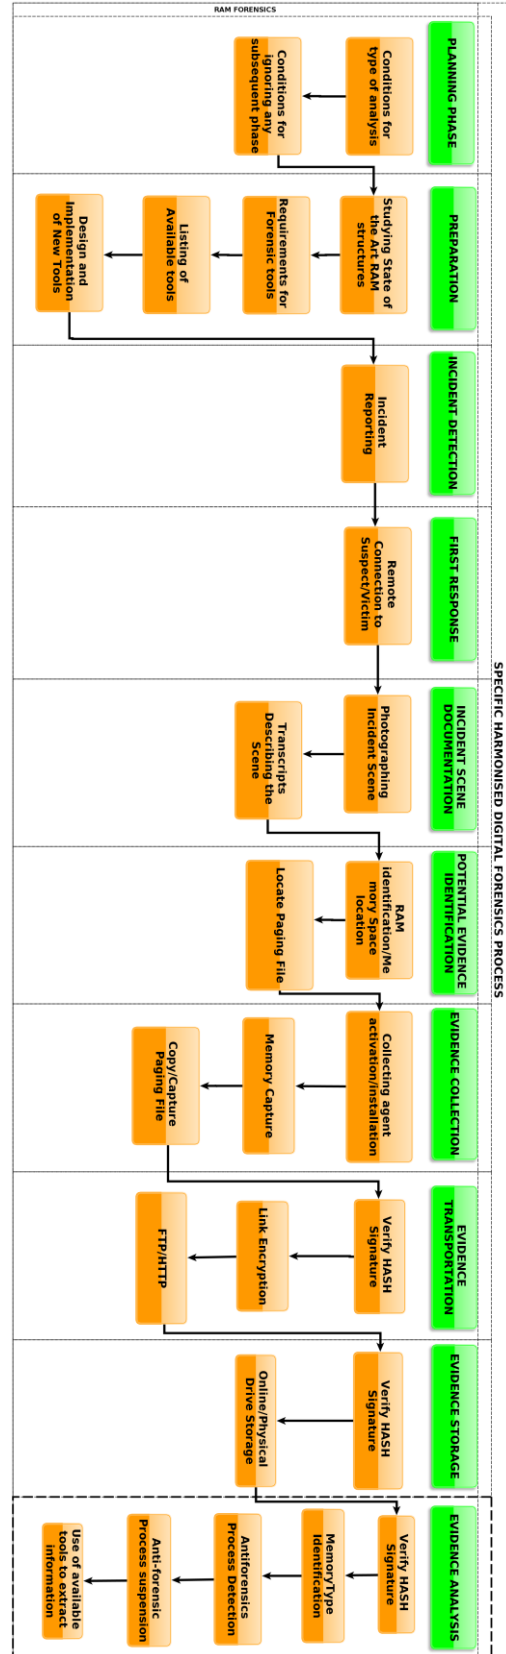 RAM FORENSICS
SPECIFIC HARMONISED DIGITAL FORENSICS PROCESS
PLANNING PHASE
Conditions for
type of analysis
Conditions for
ignoring any
subsequent phase
PREPARATION
Studying State of
the Art RAM
structures
Requirements for
Forensic tools
Listing of
Available tools
Design and
Implementation
of New Tools
INCIDENT DETECTION
Incident
Reporting
FIRST RESPONSE
Remote
Connection to
Suspect/Victim
INCIDENT SCENE
DOCUMENTATION
Photographing
Incident Scene
Transcripts
Describing the
Scene
POTENTIAL EVIDENCE
IDENTIFICATION
RAM
identification/Me
mory Space
location
Locate Paging File
EVIDENCE COLLECTION
Collecting agent
activation/installation
Memory Capture
Copy/Capture
Paging File
EVIDENCE
TRANSPORTATION
Verify HASH
Signature
Link Encryption
FTP/HTTP
EVIDENCE STORAGE
Verify HASH
Signature
Online/Physical
Drive Storage
EVIDENCE ANALYSIS
Verify HASH
Signature
MemoryType
Identification
Antiforensics
Process Detection
Anti-forensic
Process suspension
Use of available
tools to extract
information